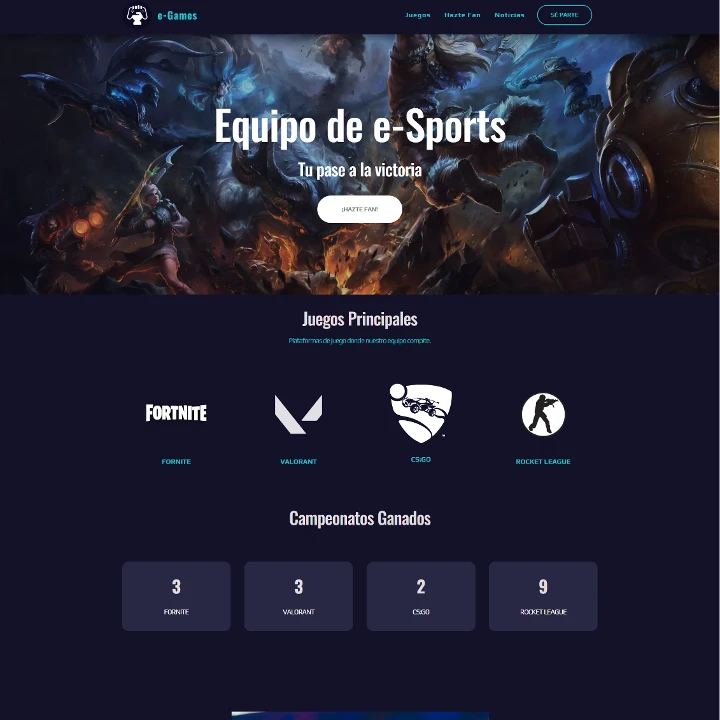 e-Games
Juegos
Hazte Fan
Noticias
SÉ PARTE
Equipo de e-Sports
Tu pase a la victoria
¡HAZTE FAN!
Juegos Principales
Plataformas de juego donde nuestro equipo compite.
FORTNITE
FORNITE
VALORANT
CS:GO
ROCKET LEAGUE
Campeonatos Ganados
3
FORNITE
3
VALORANT
2
CS:GO
9
ROCKET LEAGUE